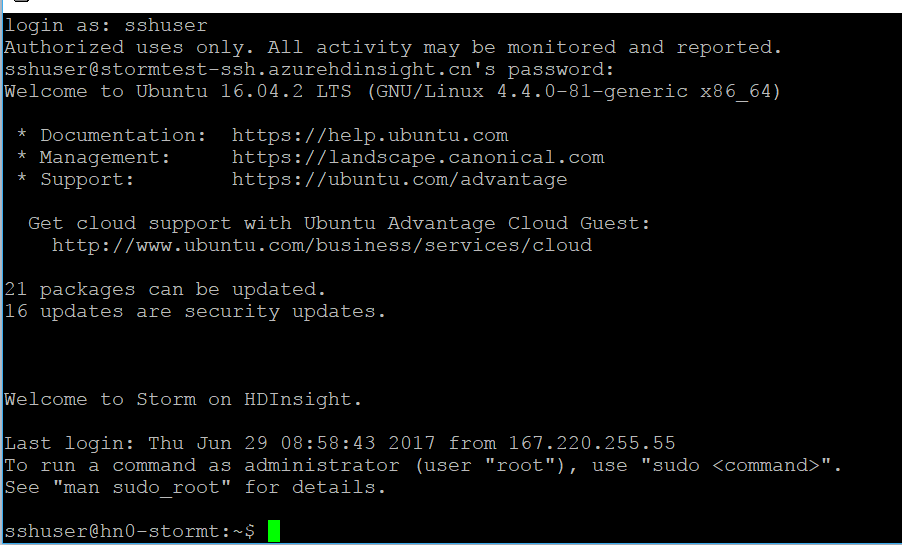 login as: sshuser
Authorized uses only. All activity may be monitored and reported.
sshuser@stormtest-ssh.azurehdinsight.cn's password:
Welcome to Ubuntu 16.04.2 LTS (GNU/Linux 4.4.0-81-generic x86_64)
* Documentation:  https://help.ubuntu.com
* Management:     https://landscape.canonical.com
* Support:        https://ubuntu.com/advantage
Get cloud support with Ubuntu Advantage Cloud Guest:
http://www.ubuntu.com/business/services/cloud
21 packages can be updated.
16 updates are security updates.
Welcome to Storm on HDInsight.
Last login: Thu Jun 29 08:58:43 2017 from 167.220.255.55
To run a command as administrator (user "root"), use "sudo <command>".
See "man sudo_root" for details.
sshuser@hn0-stormt:~$